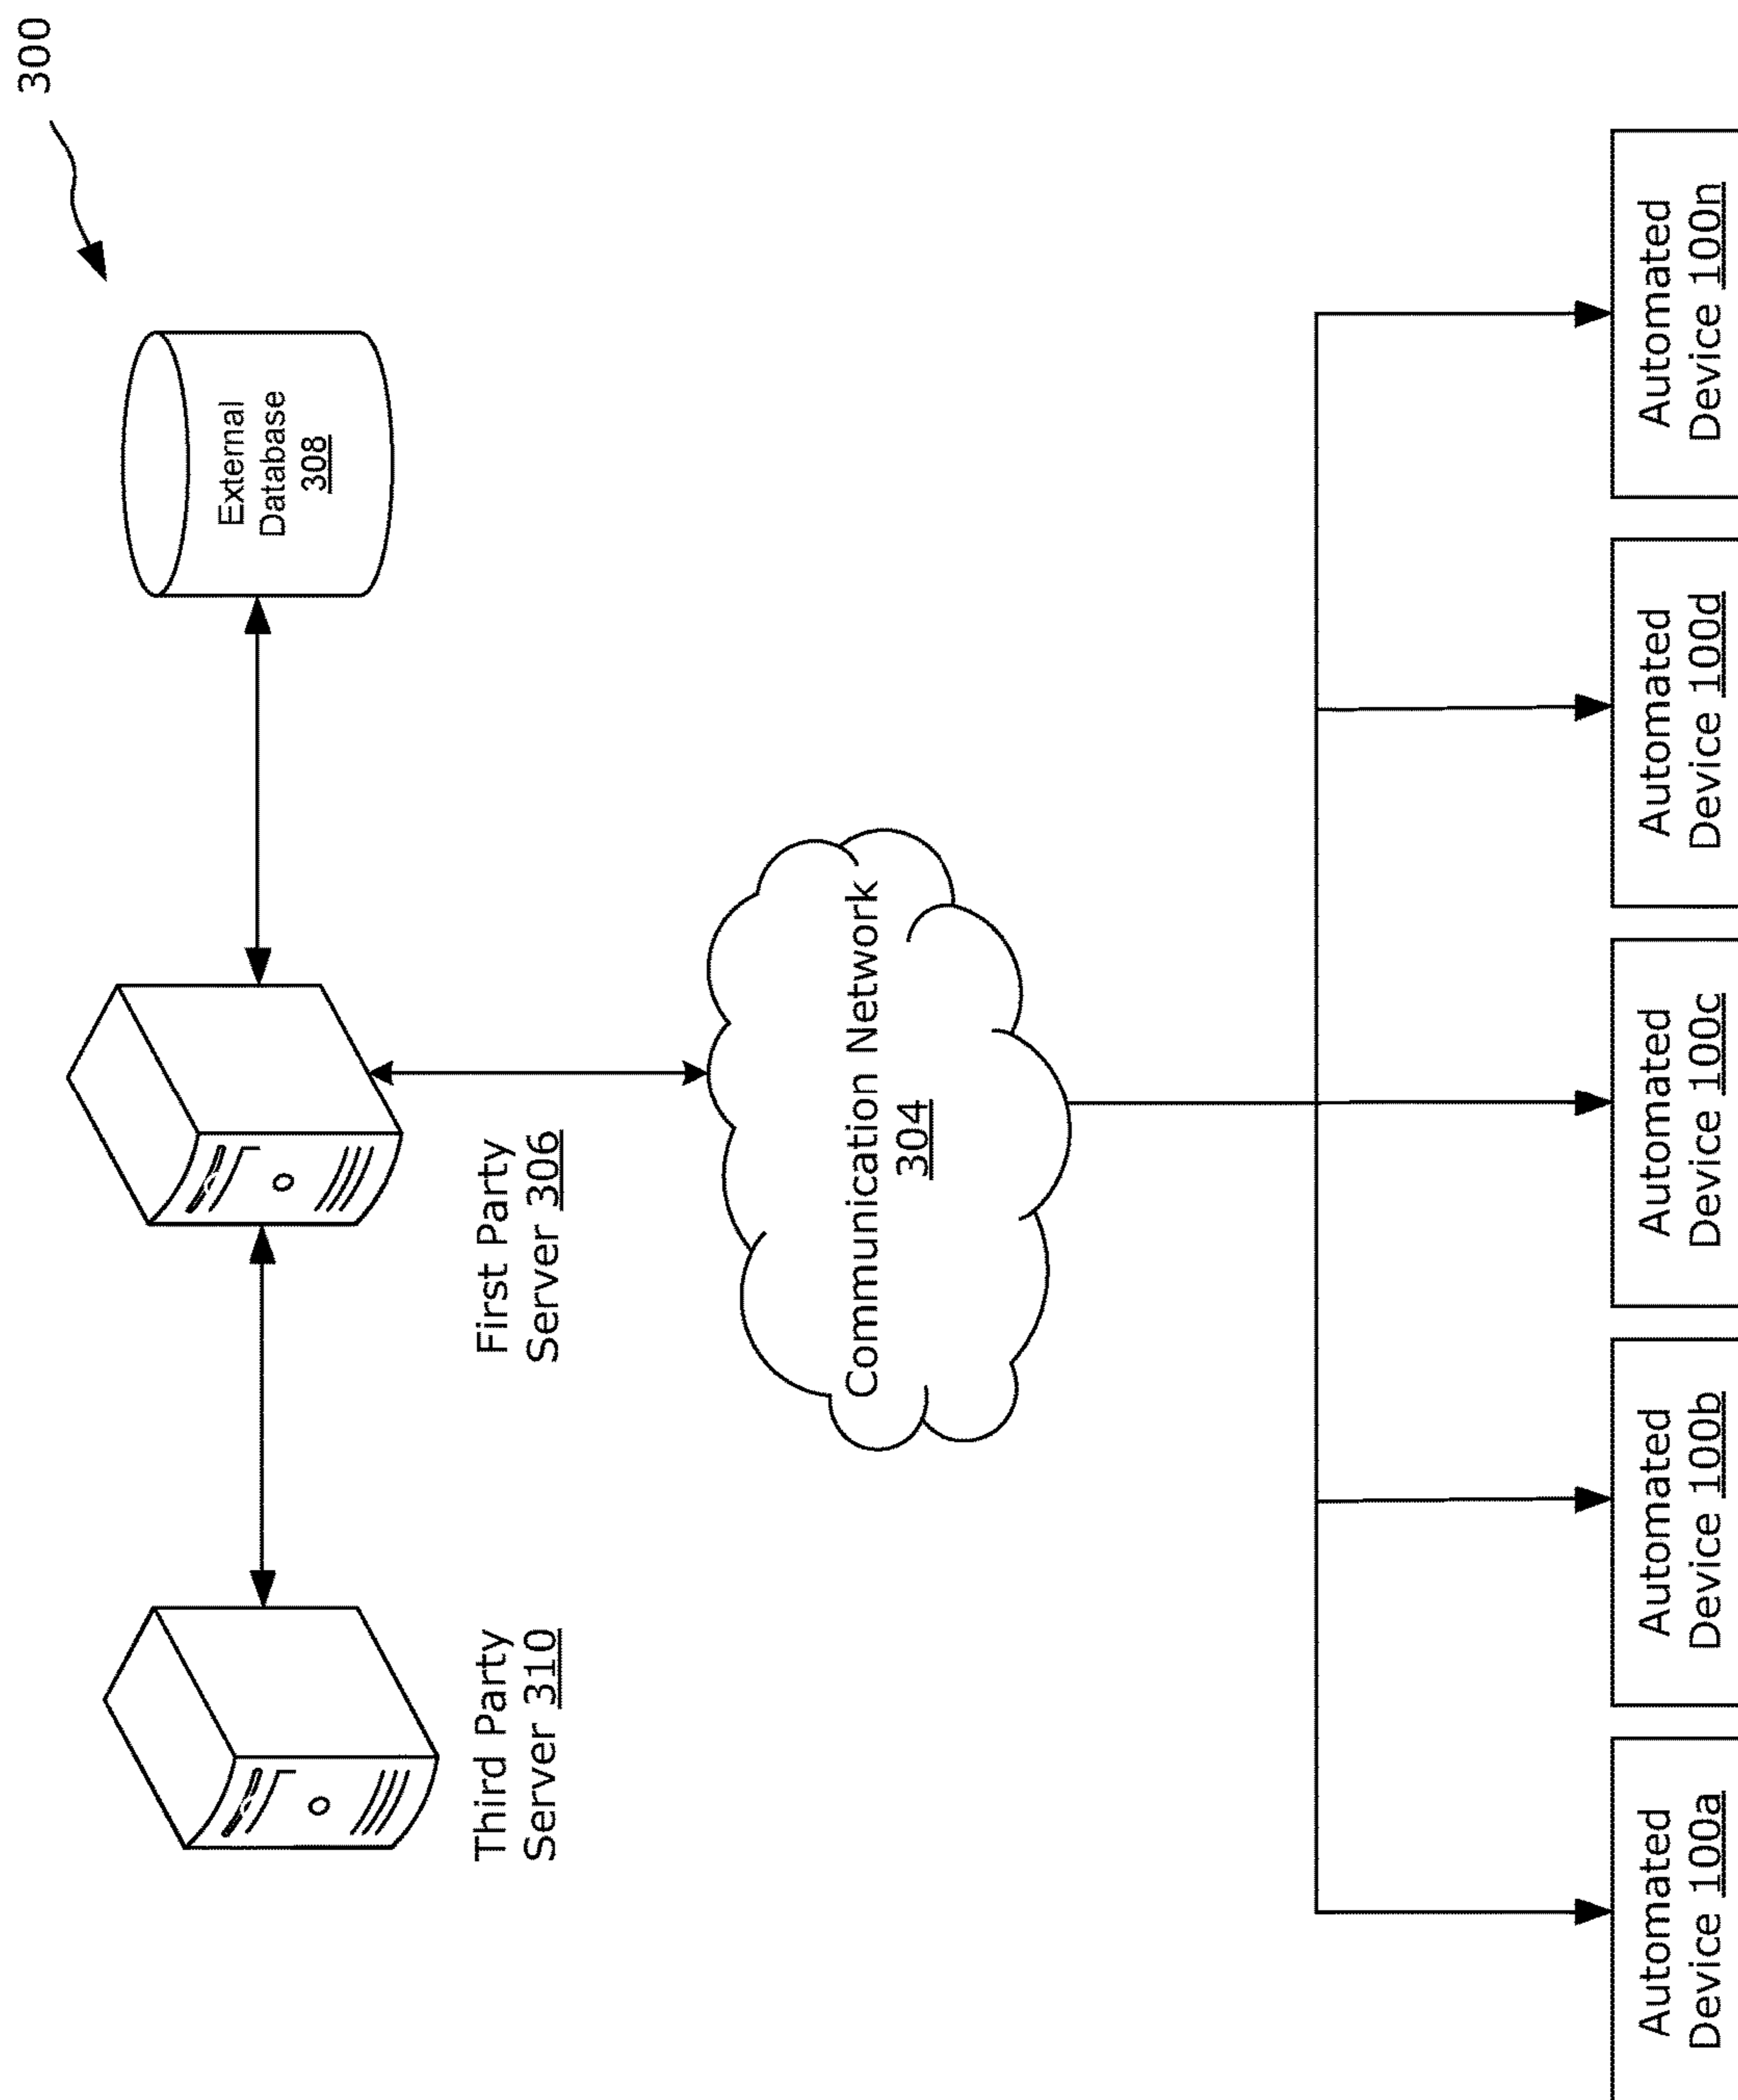 300
External
Database
308
First Party
Server 306
Third Party
Server 310
Communication Network
304
Automated
Device 100a
Automated
Device 100b
Automated
Device 100c
Automated
Device 100d
Automated
Device 100n